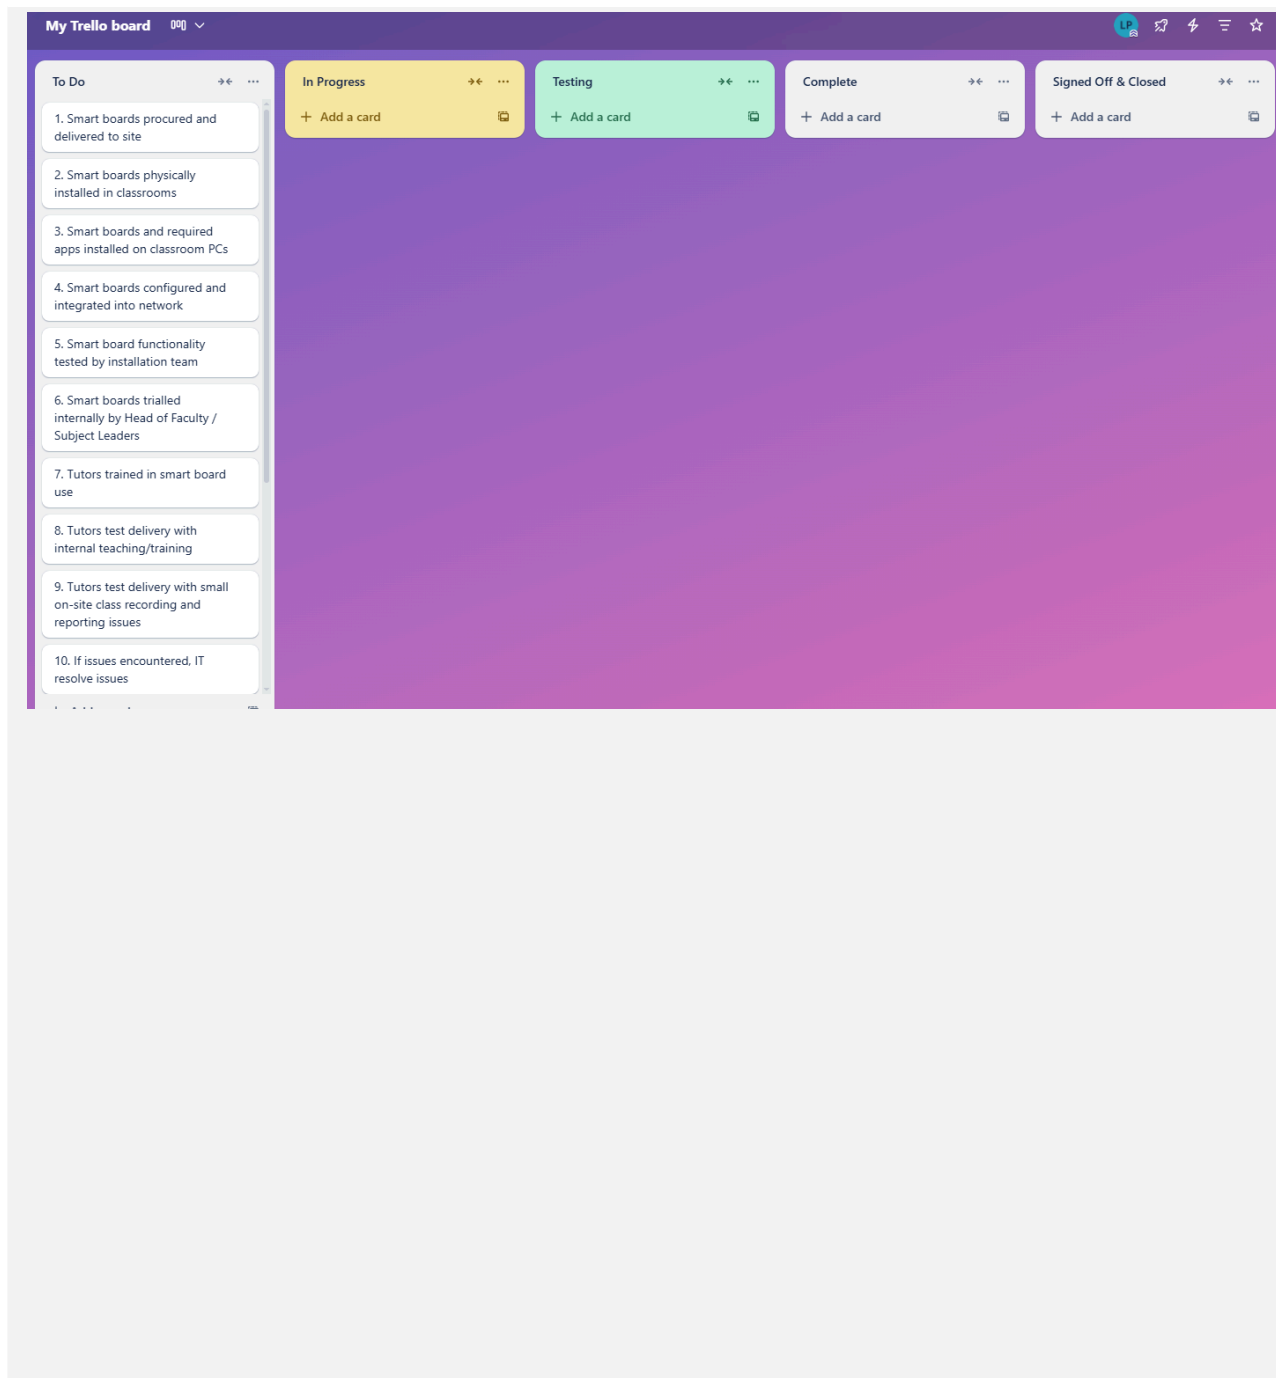 My Trello board
LP
To Do
1. Smart boards procured and
delivered to site
2. Smart boards physically
installed in classrooms
3. Smart boards and required
apps installed on classroom PCs
4. Smart boards configured and
integrated into network
5. Smart board functionality
tested by installation team
6. Smart boards trialled
internally by Head of Faculty /
Subject Leaders
7. Tutors trained in smart board
use
8. Tutors test delivery with
internal teaching/training
9. Tutors test delivery with small
on-site class recording and
reporting issues
10. If issues encountered, IT
resolve issues
In Progress
+ Add a card
Testing
+ Add a card
Complete
+ Add a card
Signed Off & Closed
+ Add a card